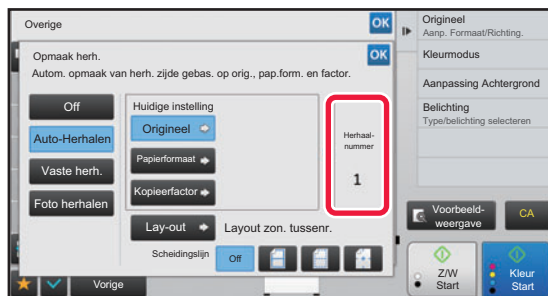 Overige
OK
Opmaak herh.
OK
Autom. opmaak van herh. zijde gebas. op orig., pap.form. en factor.
Off
Auto-Herhalen
Vaste herh.
Foto herhalen
Huidige instelling
Origineel
Papierformaat
Kopieerfactor
Herhaal-
nummer
1
Lay-out
Layout zon. tussenr.
Scheidingslijn
Off
Vorige
Origineel
Aanp. Formaat/Richting.
Kleurmodus
Aanpassing Achtergrond
Belichting
Type/belichting selecteren
Voorbeeld-
weergave
CA
Z/W
Start
Kleur
Start